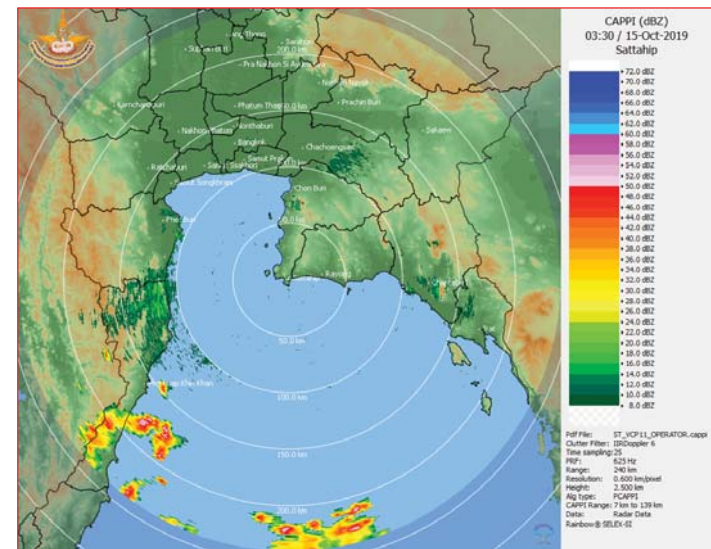 CAPPI (dBZ)
03:30 / 15-Oct-2019
Sattahip
72.0 dBZ
70.0 dBZ
68.0 dBZ
66.0 dBZ
64.0 dBZ
62.0 dBZ
60.0 dBZ
58.0 dBZ
56.0 dBZ
54.0 dBZ
52.0 dBZ
50.0 dBZ
48.0 dBZ
46.0 dBZ
44.0 dBZ
42.0 dBZ
40.0 dBZ
38.0 dBZ
36.0 dBZ
34.0 dBZ
32.0 dBZ
30.0 dBZ
28.0 dBZ
26.0 dBZ
24.0 dBZ
22.0 dBZ
20.0 dBZ
18.0 dBZ
16.0 dBZ
14.0 dBZ
12.0 dBZ
10.0 dBZ
8.0 dBZ
Pdf File: ST_VCP11_OPERATOR.cappi
Clutter Filter: IIRDoppler 6
Time sampling: 25
PRF: 625 Hz
Range: 240 km
Resolution: 0.600 km/pixel
Height: 2.500 km
Alg type: PCAPPI
CAPPI Range: 7 km to 139 km
Data: Radar Data
Rainbow® SELEX-SI
Ang Thong
200.0 km
Pra Nakhon Si
Kanchanaburi
Phatum
Prachin Buri
Nakhon
Nonthaburi
Sakaew
Bangkok
Chachoengsao
Ratchaburi
Samut
Samut Songkhram
Chon Buri
Rayong
50.0 km
Khiri Khan
100.0 km
150.0 km
200.0 km